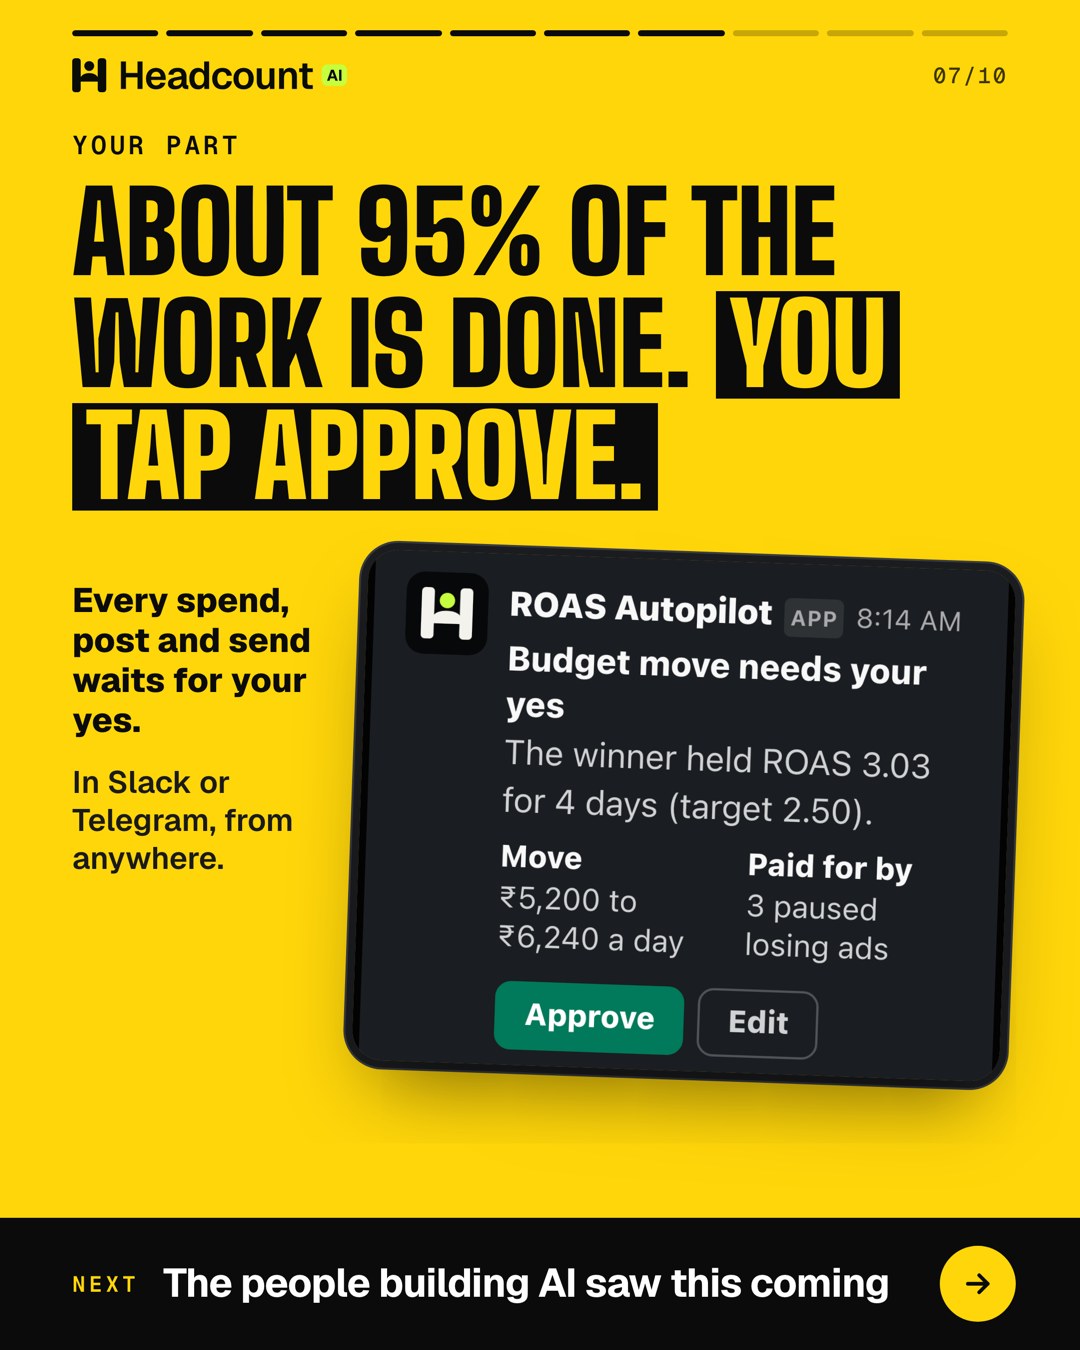 Headcount AI
07/10
YOUR PART
ABOUT 95% OF THE
WORK IS DONE. YOU
TAP APPROVE.
Every spend,
post and send
waits for your
yes.
In Slack or
Telegram, from
anywhere.
ROAS Autopilot APP 8:14 AM
Budget move needs your
yes
The winner held ROAS 3.03
for 4 days (target 2.50).
Move
₹5,200 to
₹6,240 a day
Paid for by
3 paused
losing ads
Approve
Edit
NEXT The people building AI saw this coming